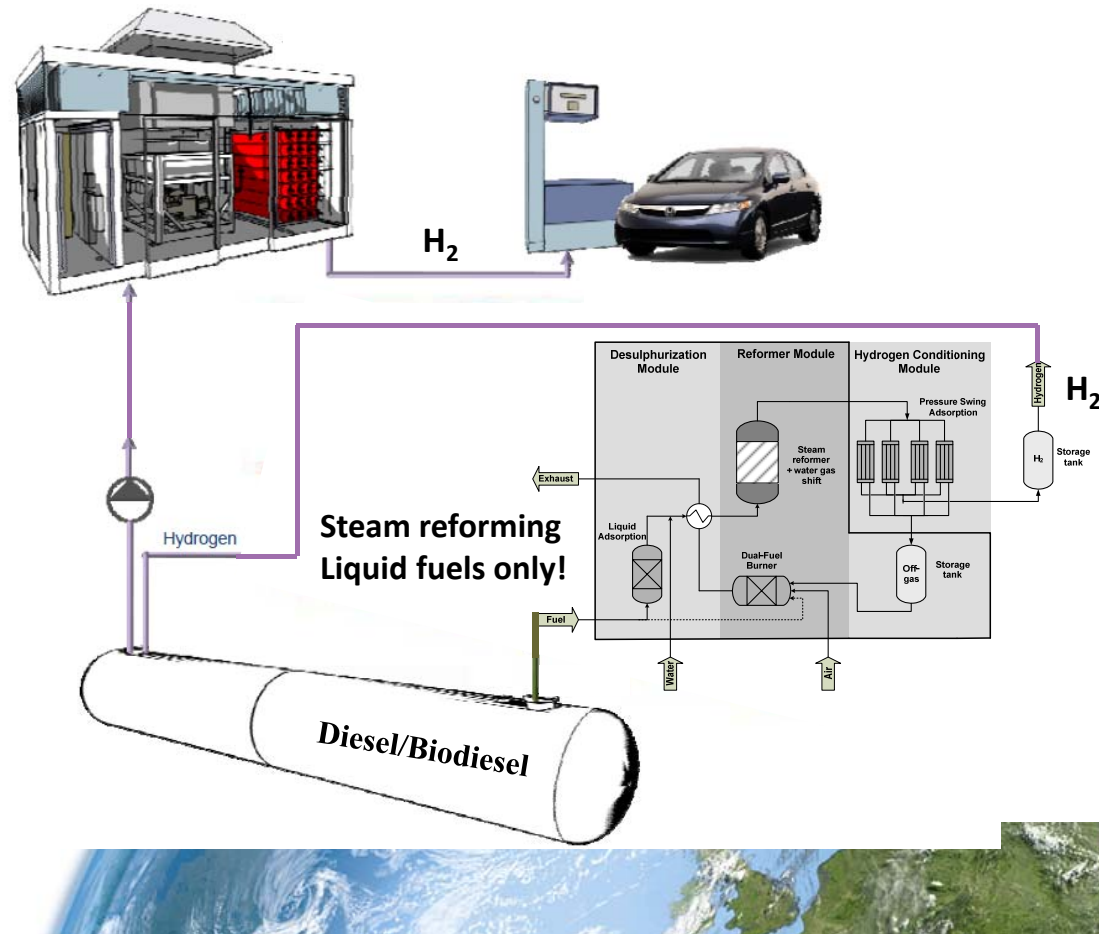 H₂
Desulphurization
Module
Reformer Module
Hydrogen Conditioning
Module
Pressure Swing
Adsorption
Hydrogen
H₂
H₂
Storage
tank
Steam
reformer
+ water gas
shift
Exhaust
Liquid
Adsorption
Dual-Fuel
Burner
Off-
gas
Storage
tank
Hydrogen
Steam reforming
Liquid fuels only!
Fuel
Water
Air
Diesel/Biodiesel